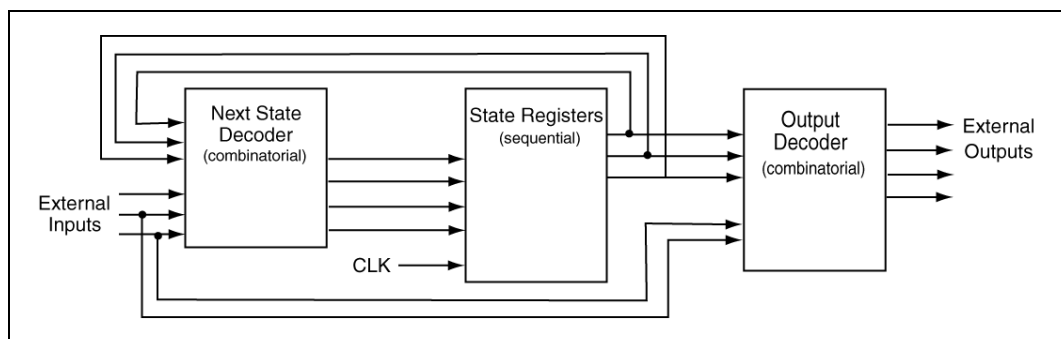 Next State
Decoder
(combinatorial)
State Registers
(sequential)
Output
Decoder
(combinatorial)
External
Outputs
External
Inputs
CLK